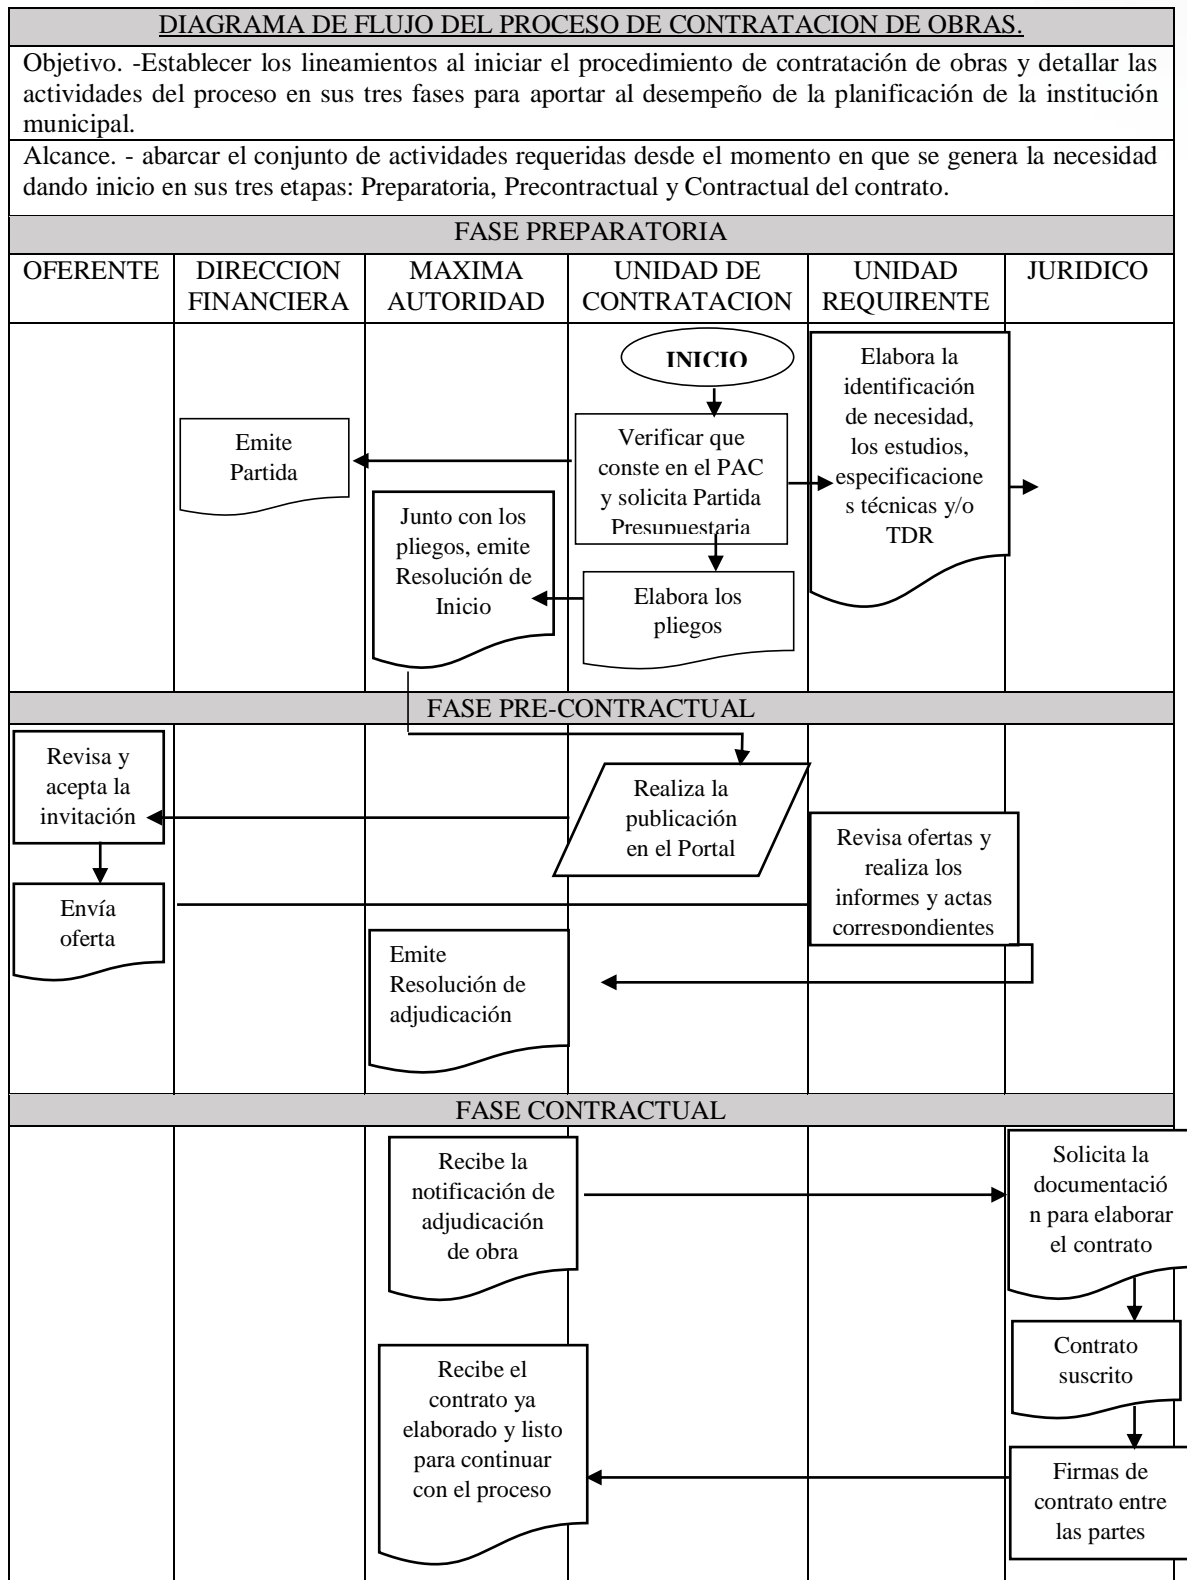 DIAGRAMA DE FLUJO DEL PROCESO DE CONTRATACION DE OBRAS.
Objetivo. -Establecer los lineamientos al iniciar el procedimiento de contratación de obras y detallar las
actividades del proceso en sus tres fases para aportar al desempeño de la planificación de la institución
municipal.
Alcance. - abarcar el conjunto de actividades requeridas desde el momento en que se genera la necesidad
dando inicio en sus tres etapas: Preparatoria, Precontractual y Contractual del contrato.
FASE PREPARATORIA
OFERENTE
DIRECCION
FINANCIERA
MAXIMA
AUTORIDAD
UNIDAD DE
CONTRATACION
UNIDAD
REQUIRENTE
JURIDICO
INICIO
Verificar que
conste en el PAC
y solicita Partida
Presupuestaria
Elabora la
identificación
de necesidad,
los estudios,
especificacione
s técnicas y/o
TDR
Emite
Partida
Junto con los
pliegos, emite
Resolución de
Inicio
Elabora los
pliegos
FASE PRE-CONTRACTUAL
Revisa y
acepta la
invitación
Realiza la
publicación
en el Portal
Revisa ofertas y
realiza los
informes y actas
correspondientes
Envía
oferta
Emite
Resolución de
adjudicación
FASE CONTRACTUAL
Recibe la
notificación de
adjudicación
de obra
Solicita la
documentació
n para elaborar
el contrato
Contrato
suscrito
Recibe el
contrato ya
elaborado y listo
para continuar
con el proceso
Firmas de
contrato entre
las partes